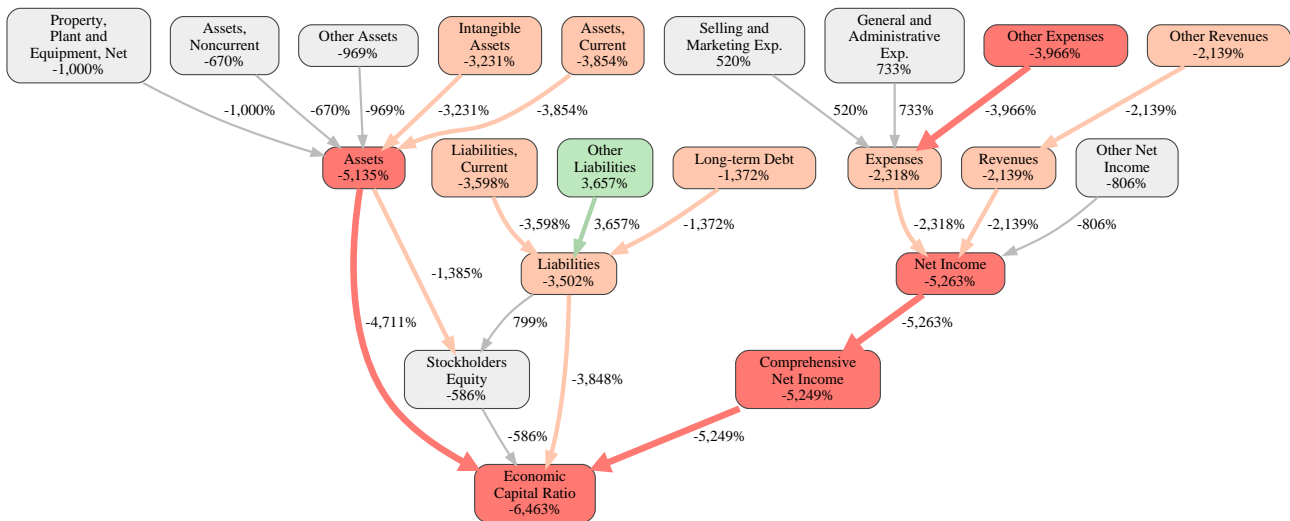 Property,
Plant and
Equipment, Net
-1,000%
Assets,
Noncurrent
-670%
Other Assets
-969%
Intangible
Assets
-3,231%
Assets,
Current
-3,854%
Selling and
Marketing Exp.
520%
General and
Administrative
Exp.
733%
Other Expenses
-3,966%
Other Revenues
-2,139%
-1,000%
-670%
-969%
-3,231%
-3,854%
520%
733%
-3,966%
-2,139%
Assets
-5,135%
Liabilities,
Current
-3,598%
Other
Liabilities
3,657%
Long-term Debt
-1,372%
Expenses
-2,318%
Revenues
-2,139%
Other Net
Income
-806%
-3,598%
3,657%
-1,372%
-2,318%
-2,139%
-806%
-1,385%
Liabilities
-3,502%
Net Income
-5,263%
-4,711%
799%
-5,263%
Stockholders
Equity
-586%
-3,848%
Comprehensive
Net Income
-5,249%
-586%
-5,249%
Economic
Capital Ratio
-6,463%